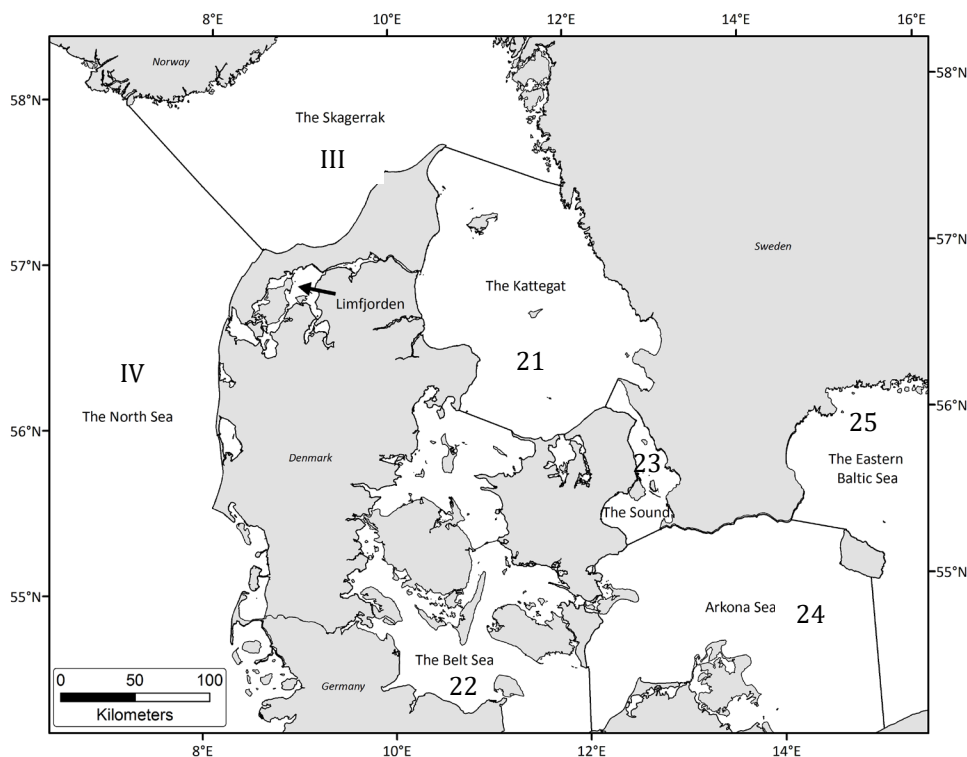 8°E 10°E 12°E 14°E 16°E
Norway
58°N 58°N
The Skagerrak
III
57°N 57°N
Sweden
The Kattegat
Limfjorden
21
IV
The North Sea
56°N 56°N
25
The Eastern
Baltic Sea
Denmark
23
The Sound
55°N 55°N
Arkona Sea 24
The Belt Sea
22
Germany
0 50 100
Kilometers
8°E 10°E 12°E 14°E